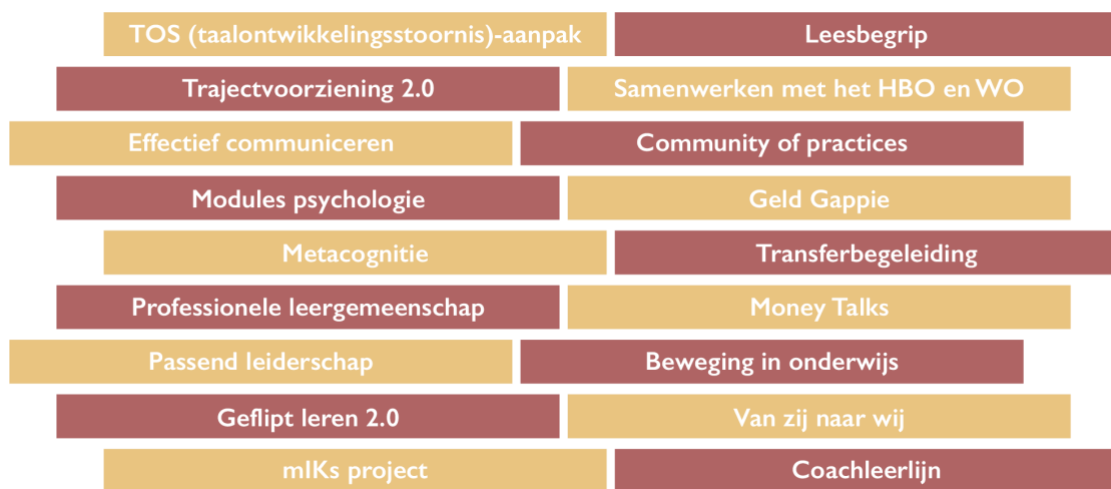 TOS (taalontwikkelingsstoornis)-aanpak
Leesbegrip
Trajectvoorziening 2.0
Samenwerken met het HBO en WO
Effectief communiceren
Community of practices
Modules psychologie
Geld Gappie
Metacognitie
Transferbegeleiding
Professionele leergemeenschap
Money Talks
Passend leiderschap
Beweging in onderwijs
Geflipt leren 2.0
Van zij naar wij
mIKs project
Coachleerlijn